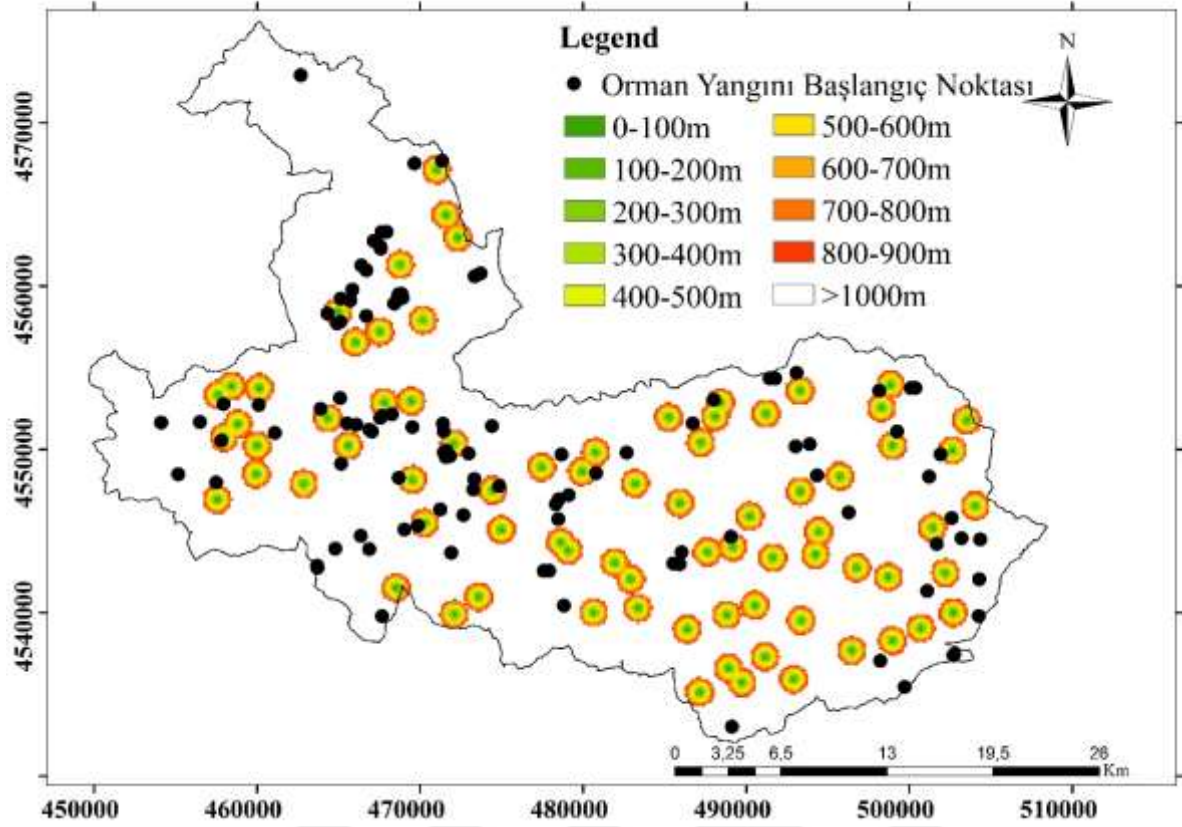 Legend
N
Orman Yangını Başlangıç Noktası
0-100m
500-600m
100-200m
600-700m
200-300m
700-800m
300-400m
800-900m
400-500m
>1000m
4570000
4560000
4550000
4540000
0 3,25 6,5 13 19,5 26
Km
450000 460000 470000 480000 490000 500000 510000